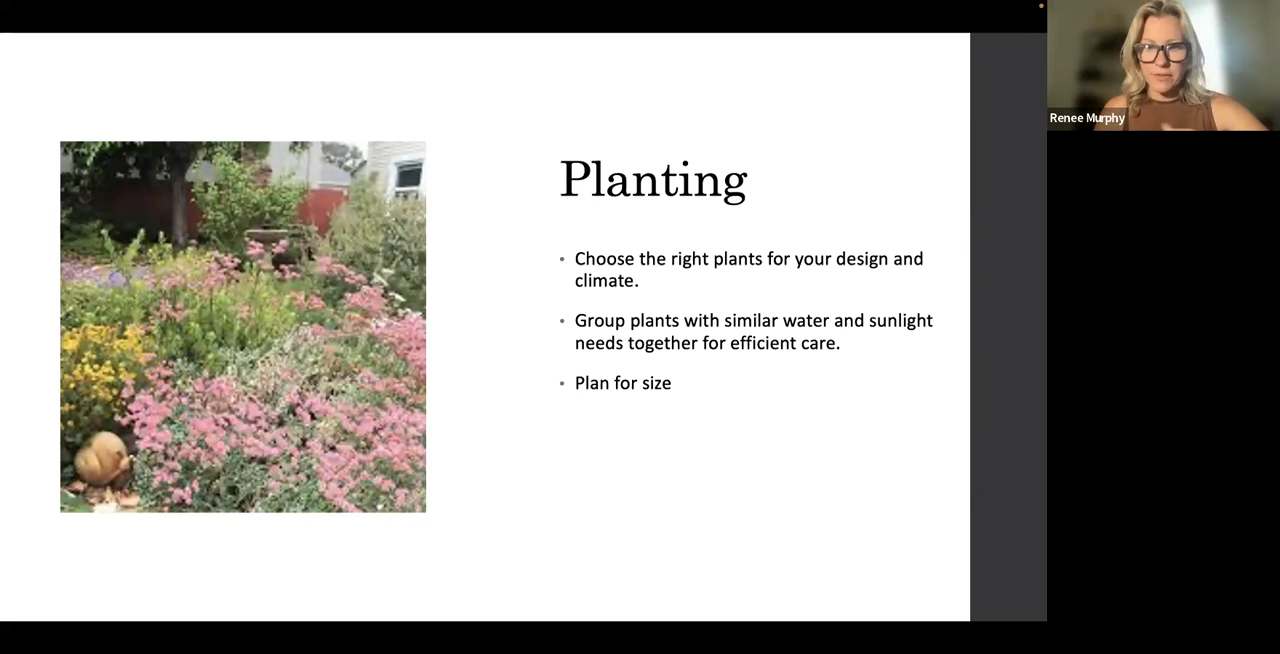 Renee Murphy
Planting
• Choose the right plants for your design and
climate.
• Group plants with similar water and sunlight
needs together for efficient care.
• Plan for size